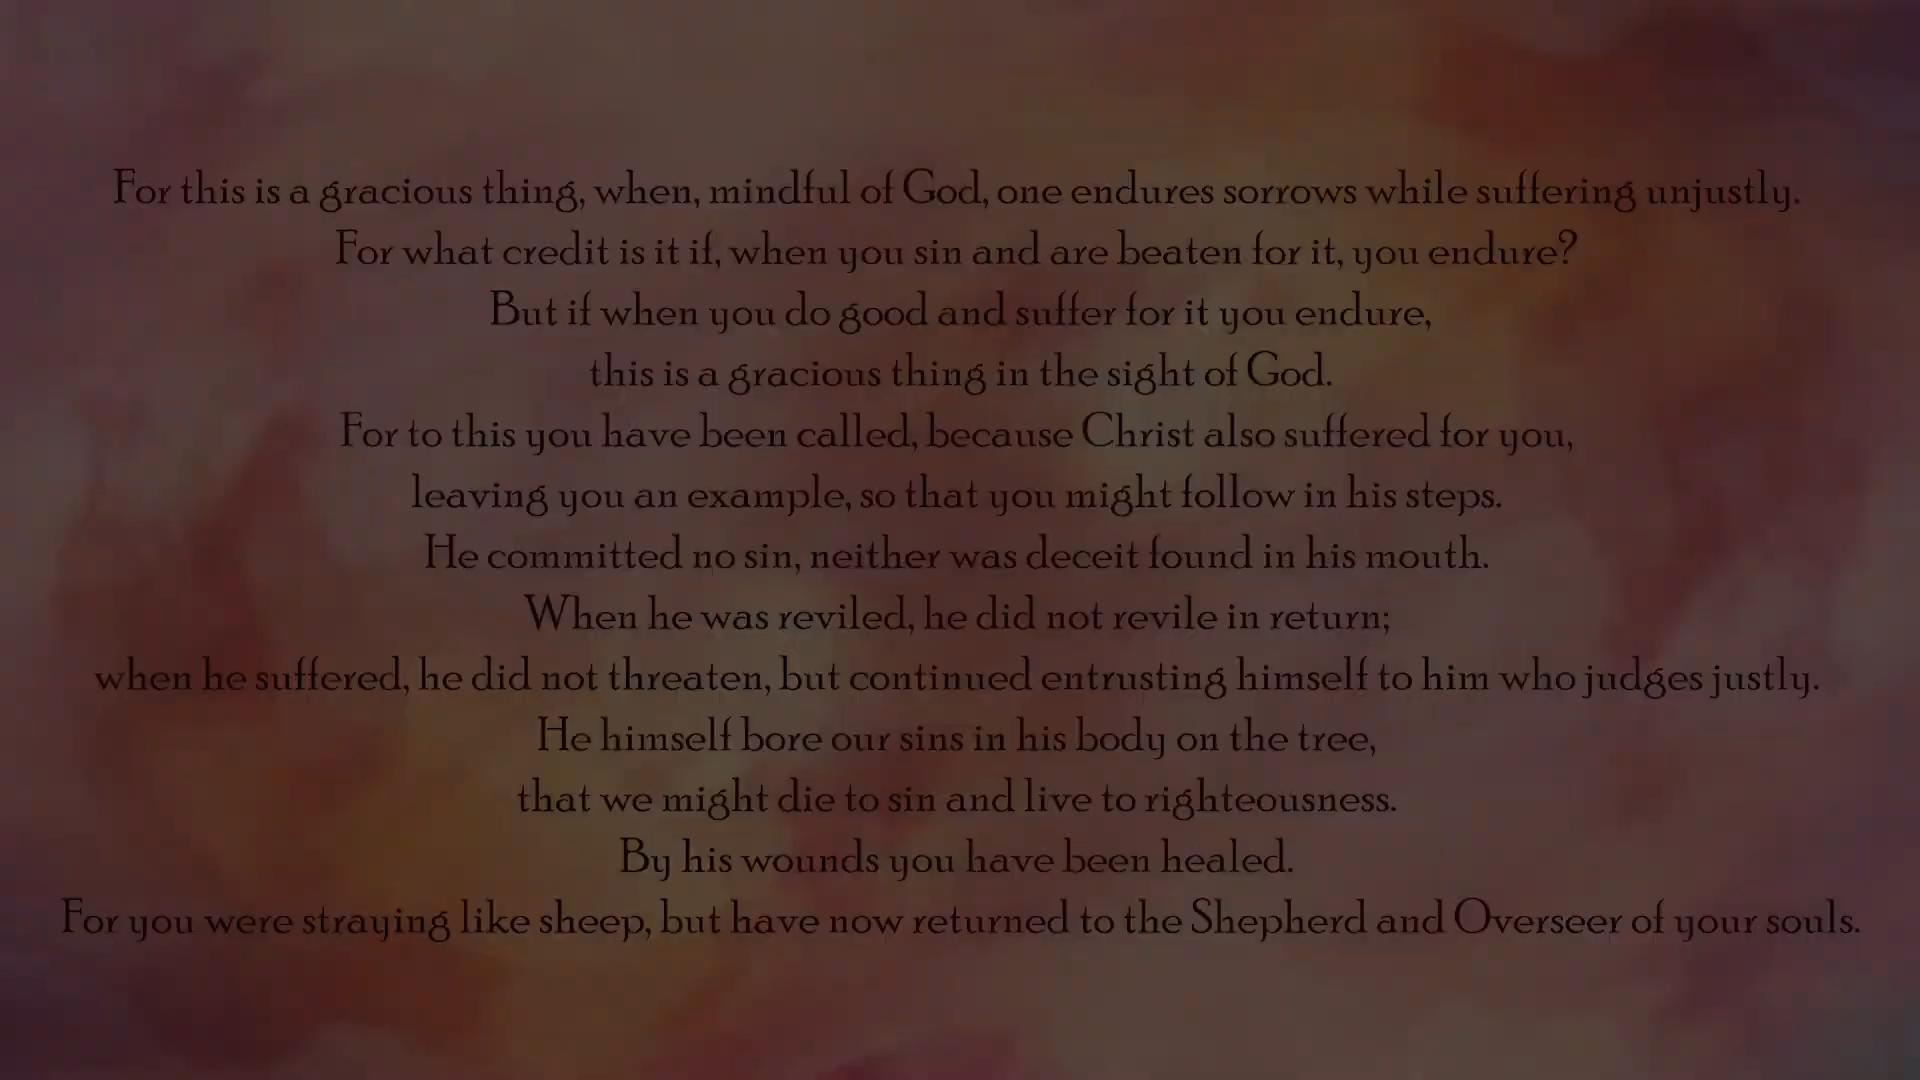 For this is a gracious thing, when, mindful of God, one endures sorrows while suffering unjustly.
For what credit is it if, when you sin and are beaten for it, you endure?
But if when you do good and suffer for it you endure,
this is a gracious thing in the sight of God.
For to this you have been called, because Christ also suffered for you,
leaving you an example, so that you might follow in his steps.
He committed no sin, neither was deceit found in his mouth.
When he was reviled, he did not revile in return;
when he suffered, he did not threaten, but continued entrusting himself to him who judges justly.
He himself bore our sins in his body on the tree,
that we might die to sin and live to righteousness.
By his wounds you have been healed.
For you were straying like sheep, but have now returned to the Shepherd and Overseer of your souls.